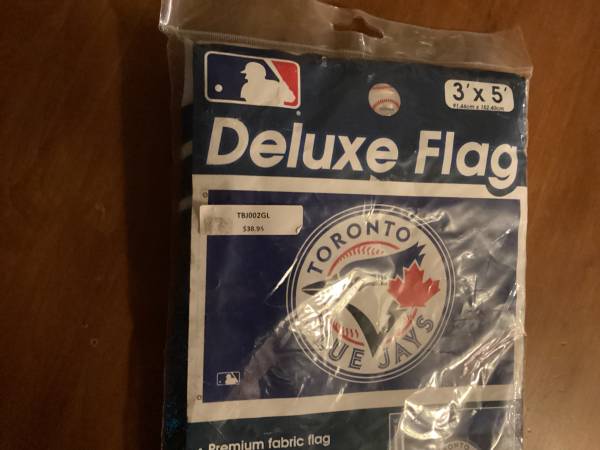 3' x 5'
91.44cm x 152.40cm
Deluxe Flag
TBJ002GL
$38.95
TORONTO
BLUE JAYS
Premium fabric flag